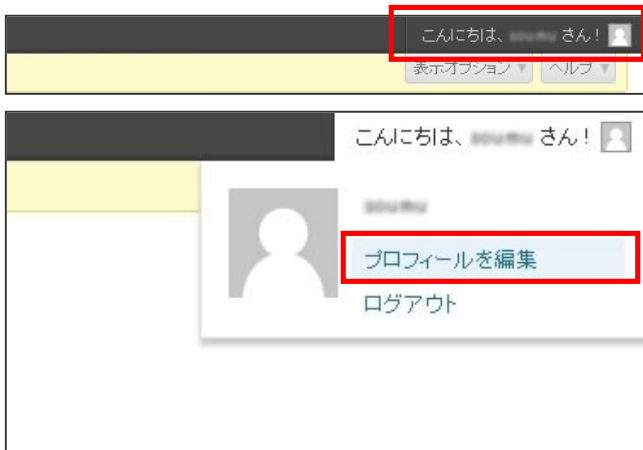 こんにちは、 さん!
表示オプション ▼ ヘルプ ▼
こんにちは、 さん!
プロフィールを編集
ログアウト